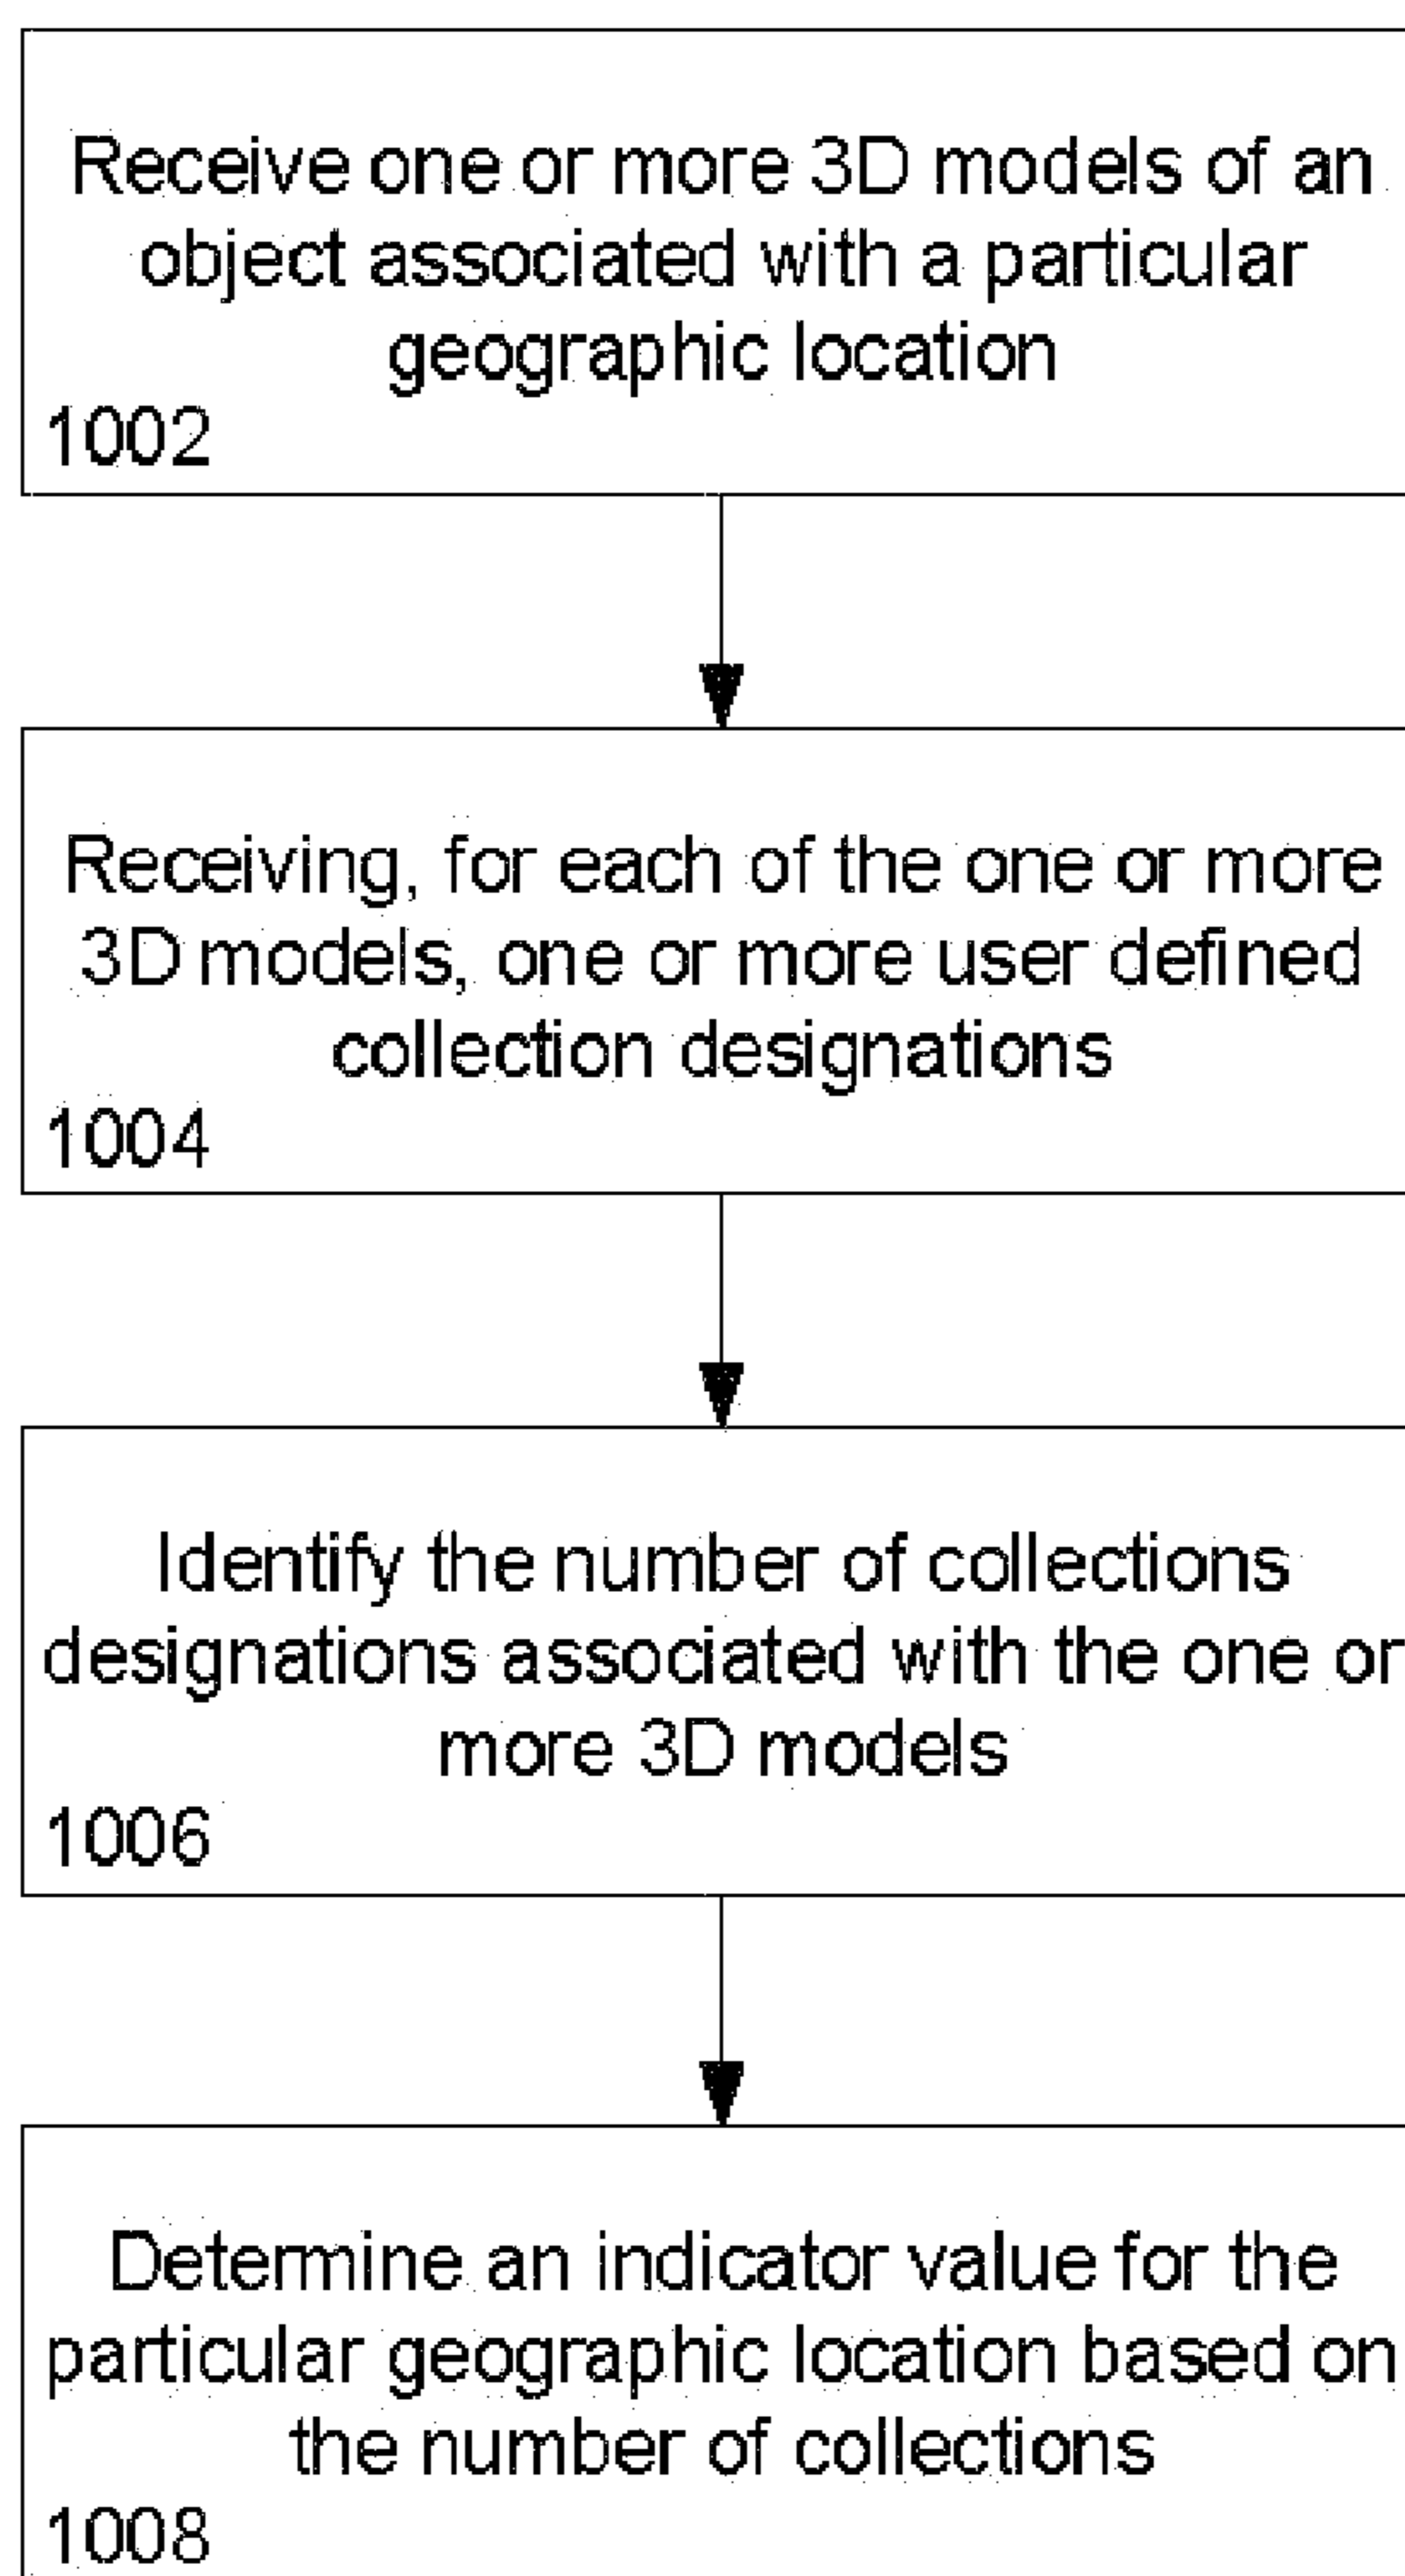 Receive one or more 3D models of an
object associated with a particular
geographic location
1002
Receiving, for each of the one or more
3D models, one or more user defined
collection designations
1004
Identify the number of collections
designations associated with the one or
more 3D models
1006
Determine an indicator value for the
particular geographic location based on
the number of collections
1008